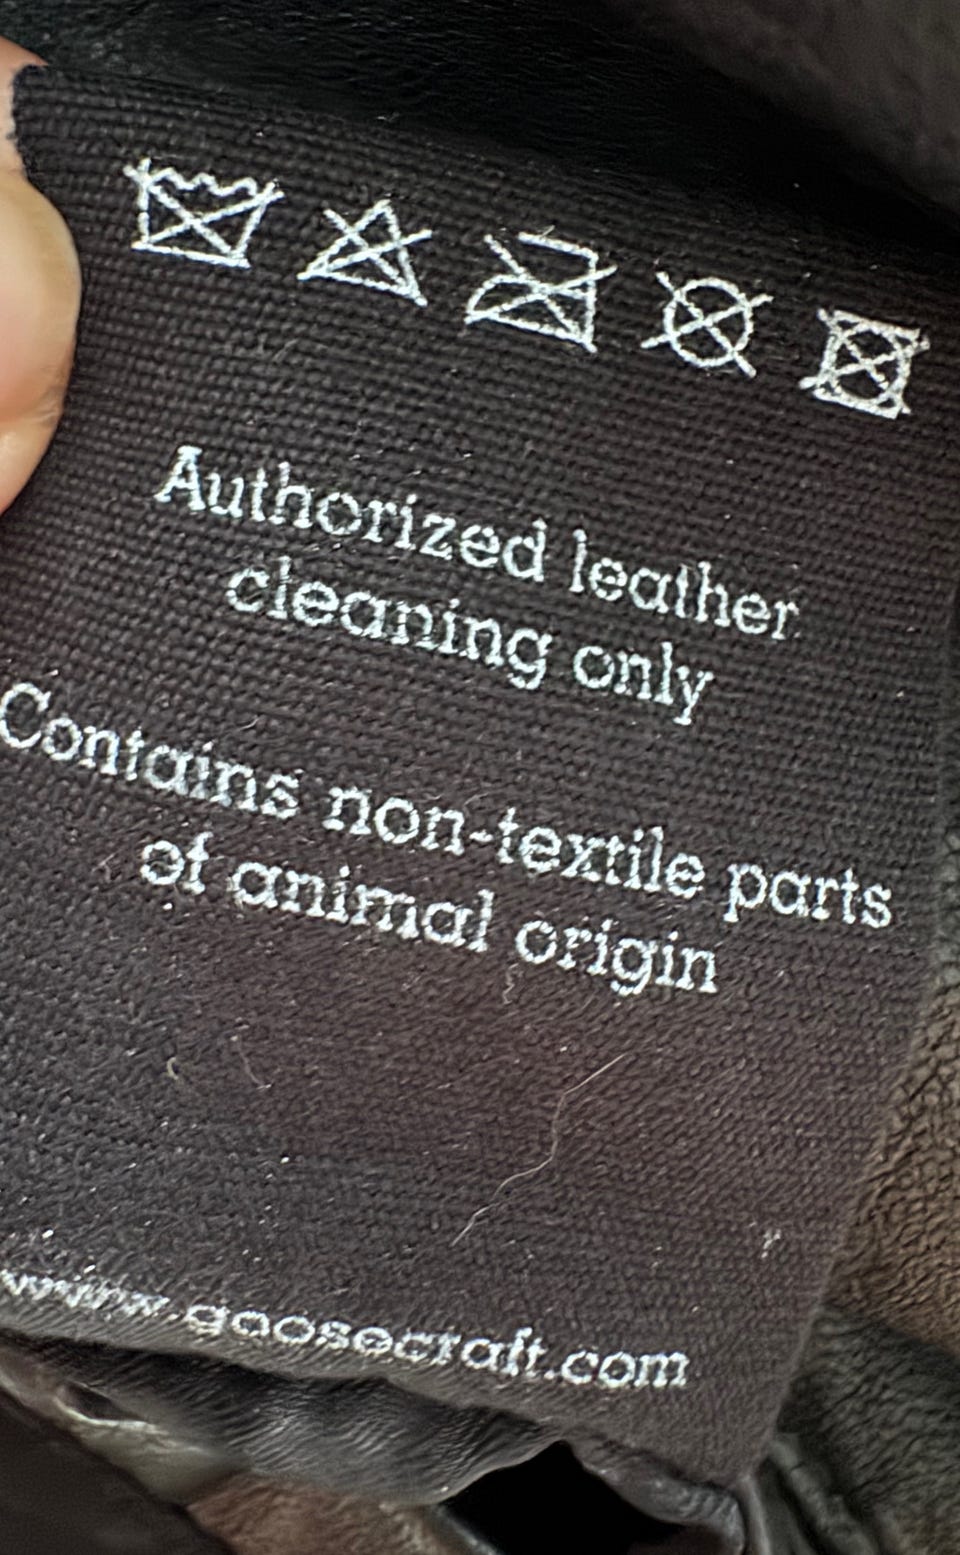 Authorized leather
cleaning only
Contains non-textile parts
of animal origin
www.goosecraft.com